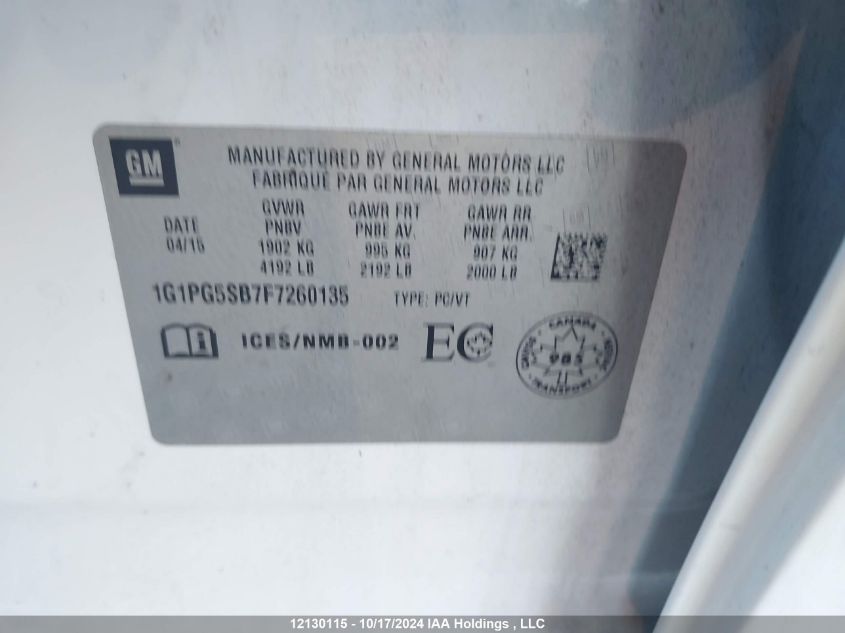 GM
MANUFACTURED BY GENERAL MOTORS LLC
FABRIQUÉ PAR GENERAL MOTORS LLC
DATE
04/15
GVWR
PNBV
1902 KG
4192 LB
GAWR FRT
PNBE AV.
995 KG
2192 LB
GAWR RR
PNBE ARR.
907 KG
2000 LB
1G1PG5SB7F7260135 TYPE: PC/VT
ICES/NMB-002 EC
CANADA
985
TRANSPORT
12130115 - 10/17/2024 IAA Holdings , LLC